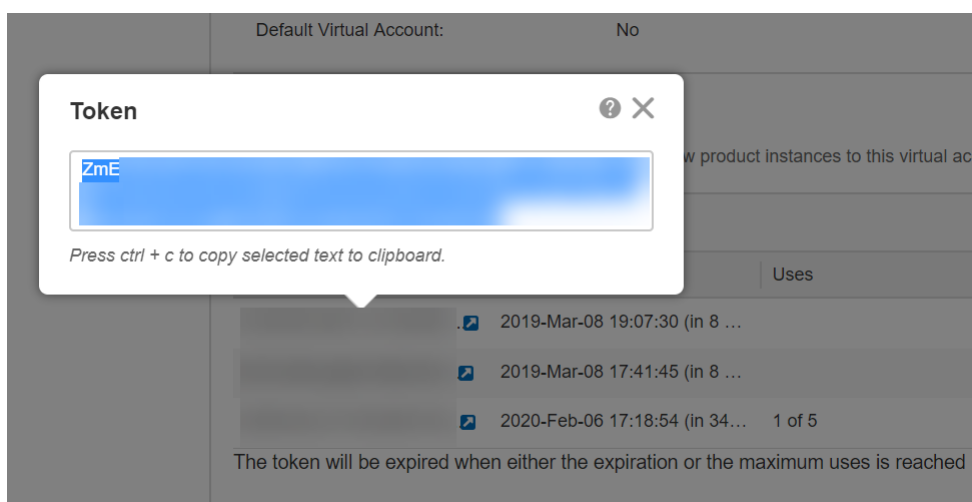 Default Virtual Account: No
Token
w product instances to this virtual ac
ZmE
Press ctrl + c to copy selected text to clipboard.
Uses
2019-Mar-08 19:07:30 (in 8 ...
2019-Mar-08 17:41:45 (in 8 ...
2020-Feb-06 17:18:54 (in 34... 1 of 5
The token will be expired when either the expiration or the maximum uses is reached